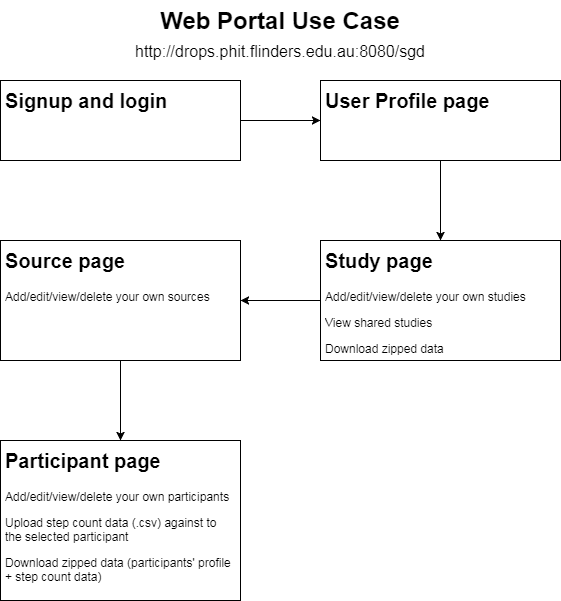 Web Portal Use Case
http://drops.phit.flinders.edu.au:8080/sgd
Signup and login
User Profile page
Source page
Add/edit/view/delete your own sources
Study page
Add/edit/view/delete your own studies
View shared studies
Download zipped data
Participant page
Add/edit/view/delete your own participants
Upload step count data (.csv) against to
the selected participant
Download zipped data (participants' profile
+ step count data)